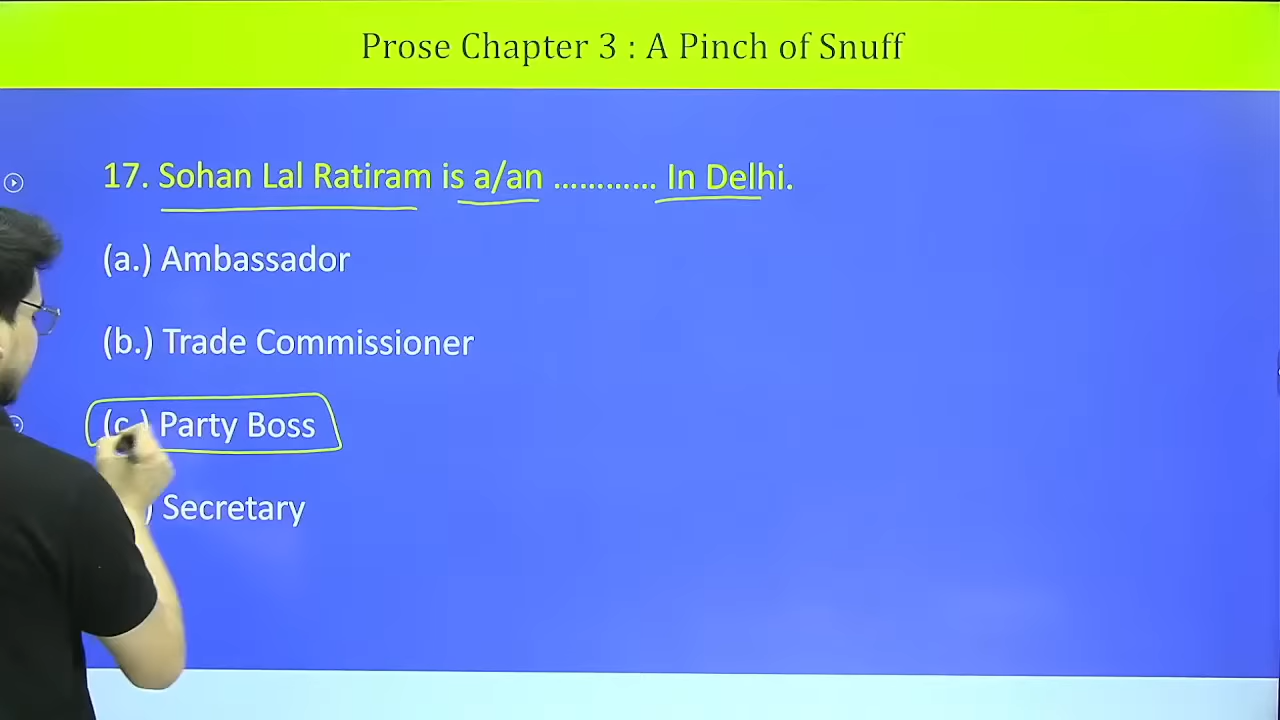 Prose Chapter 3 : A Pinch of Snuff
17. Sohan Lal Ratiram is a/an ............ In Delhi.
(a.) Ambassador
(b.) Trade Commissioner
(c.) Party Boss
) Secretary